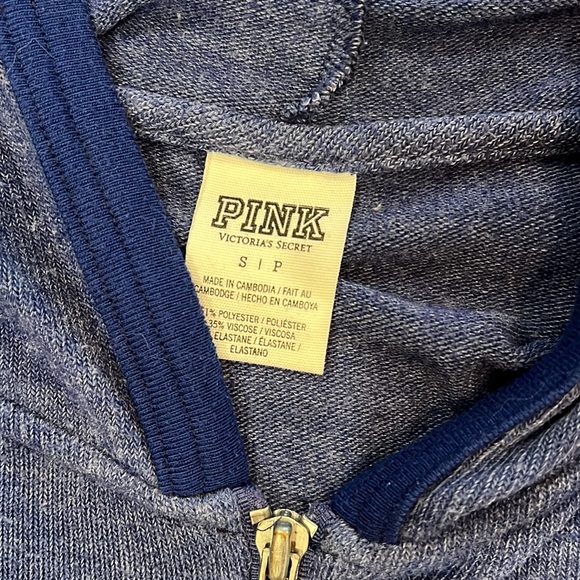 PINK
VICTORIA'S SECRET
S | P
MADE IN CAMBODIA / FAIT AU
CAMBODGE / HECHO EN CAMBOYA
1% POLYESTER / POLIÉSTER
35% VISCOSE / VISCOSA
ELASTANE / ÉLASTANE /
ELASTANO